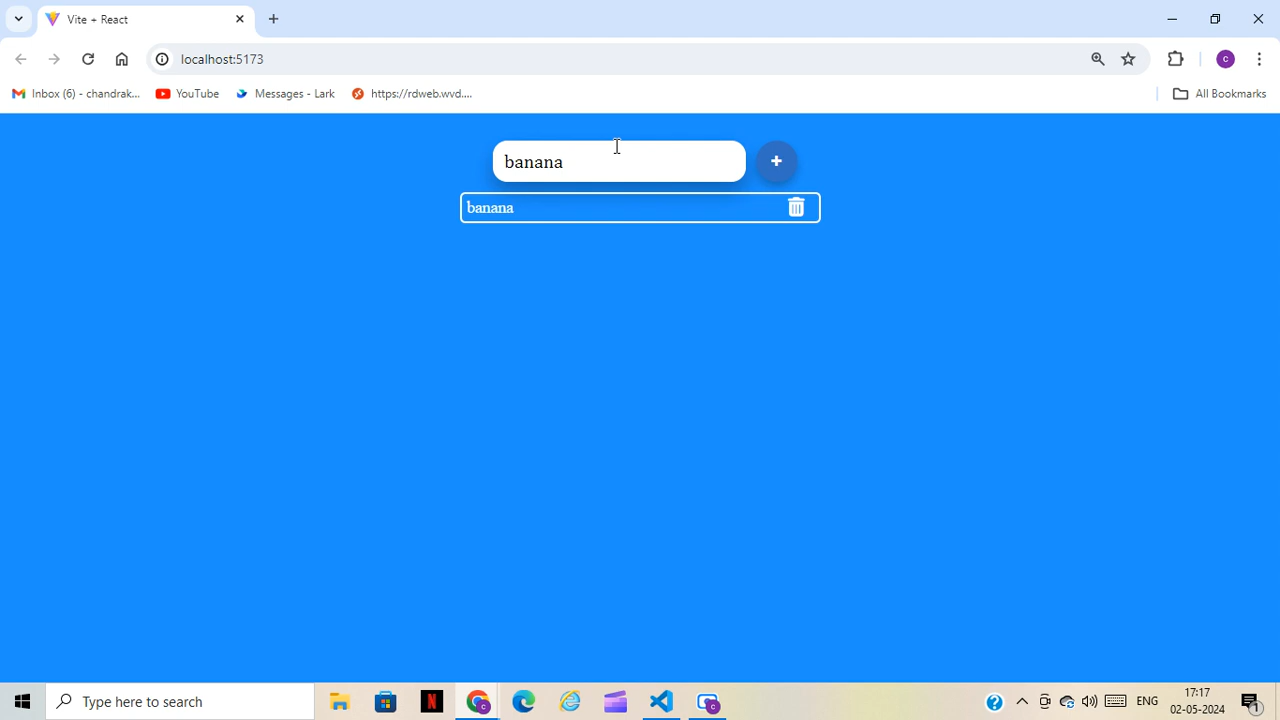 Vite + React
localhost:5173
Inbox (6) - chandrak... YouTube Messages - Lark https://rdweb.wvd.... All Bookmarks
banana +
banana
Type here to search
ENG 17:17
02-05-2024